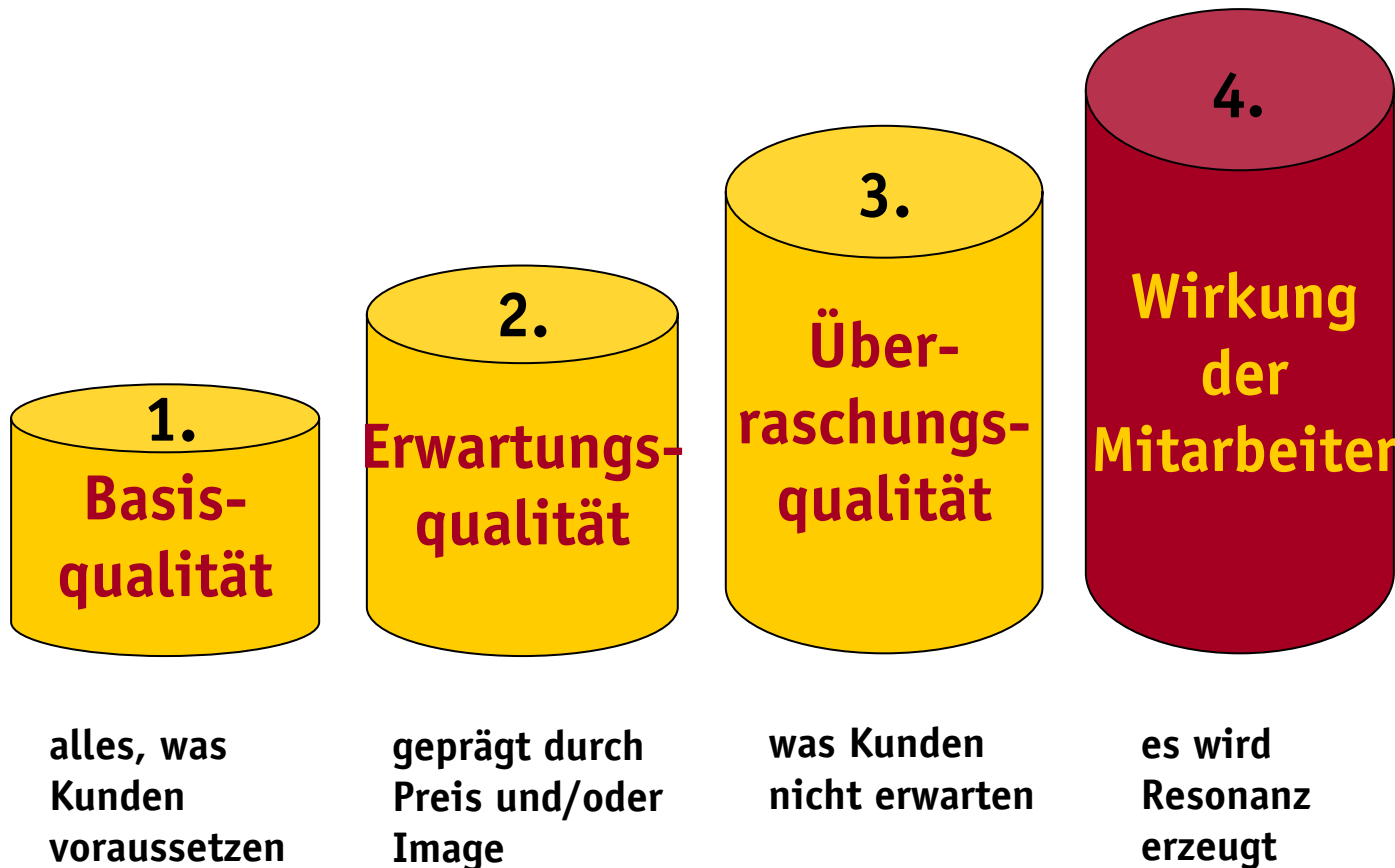 1.
Basis-
qualität
alles, was
Kunden
voraussetzen
2.
Erwartungs-
qualität
geprägt durch
Preis und/oder
Image
3.
Über-
raschungs-
qualität
was Kunden
nicht erwarten
4.
Wirkung
der
Mitarbeiter
es wird
Resonanz
erzeugt